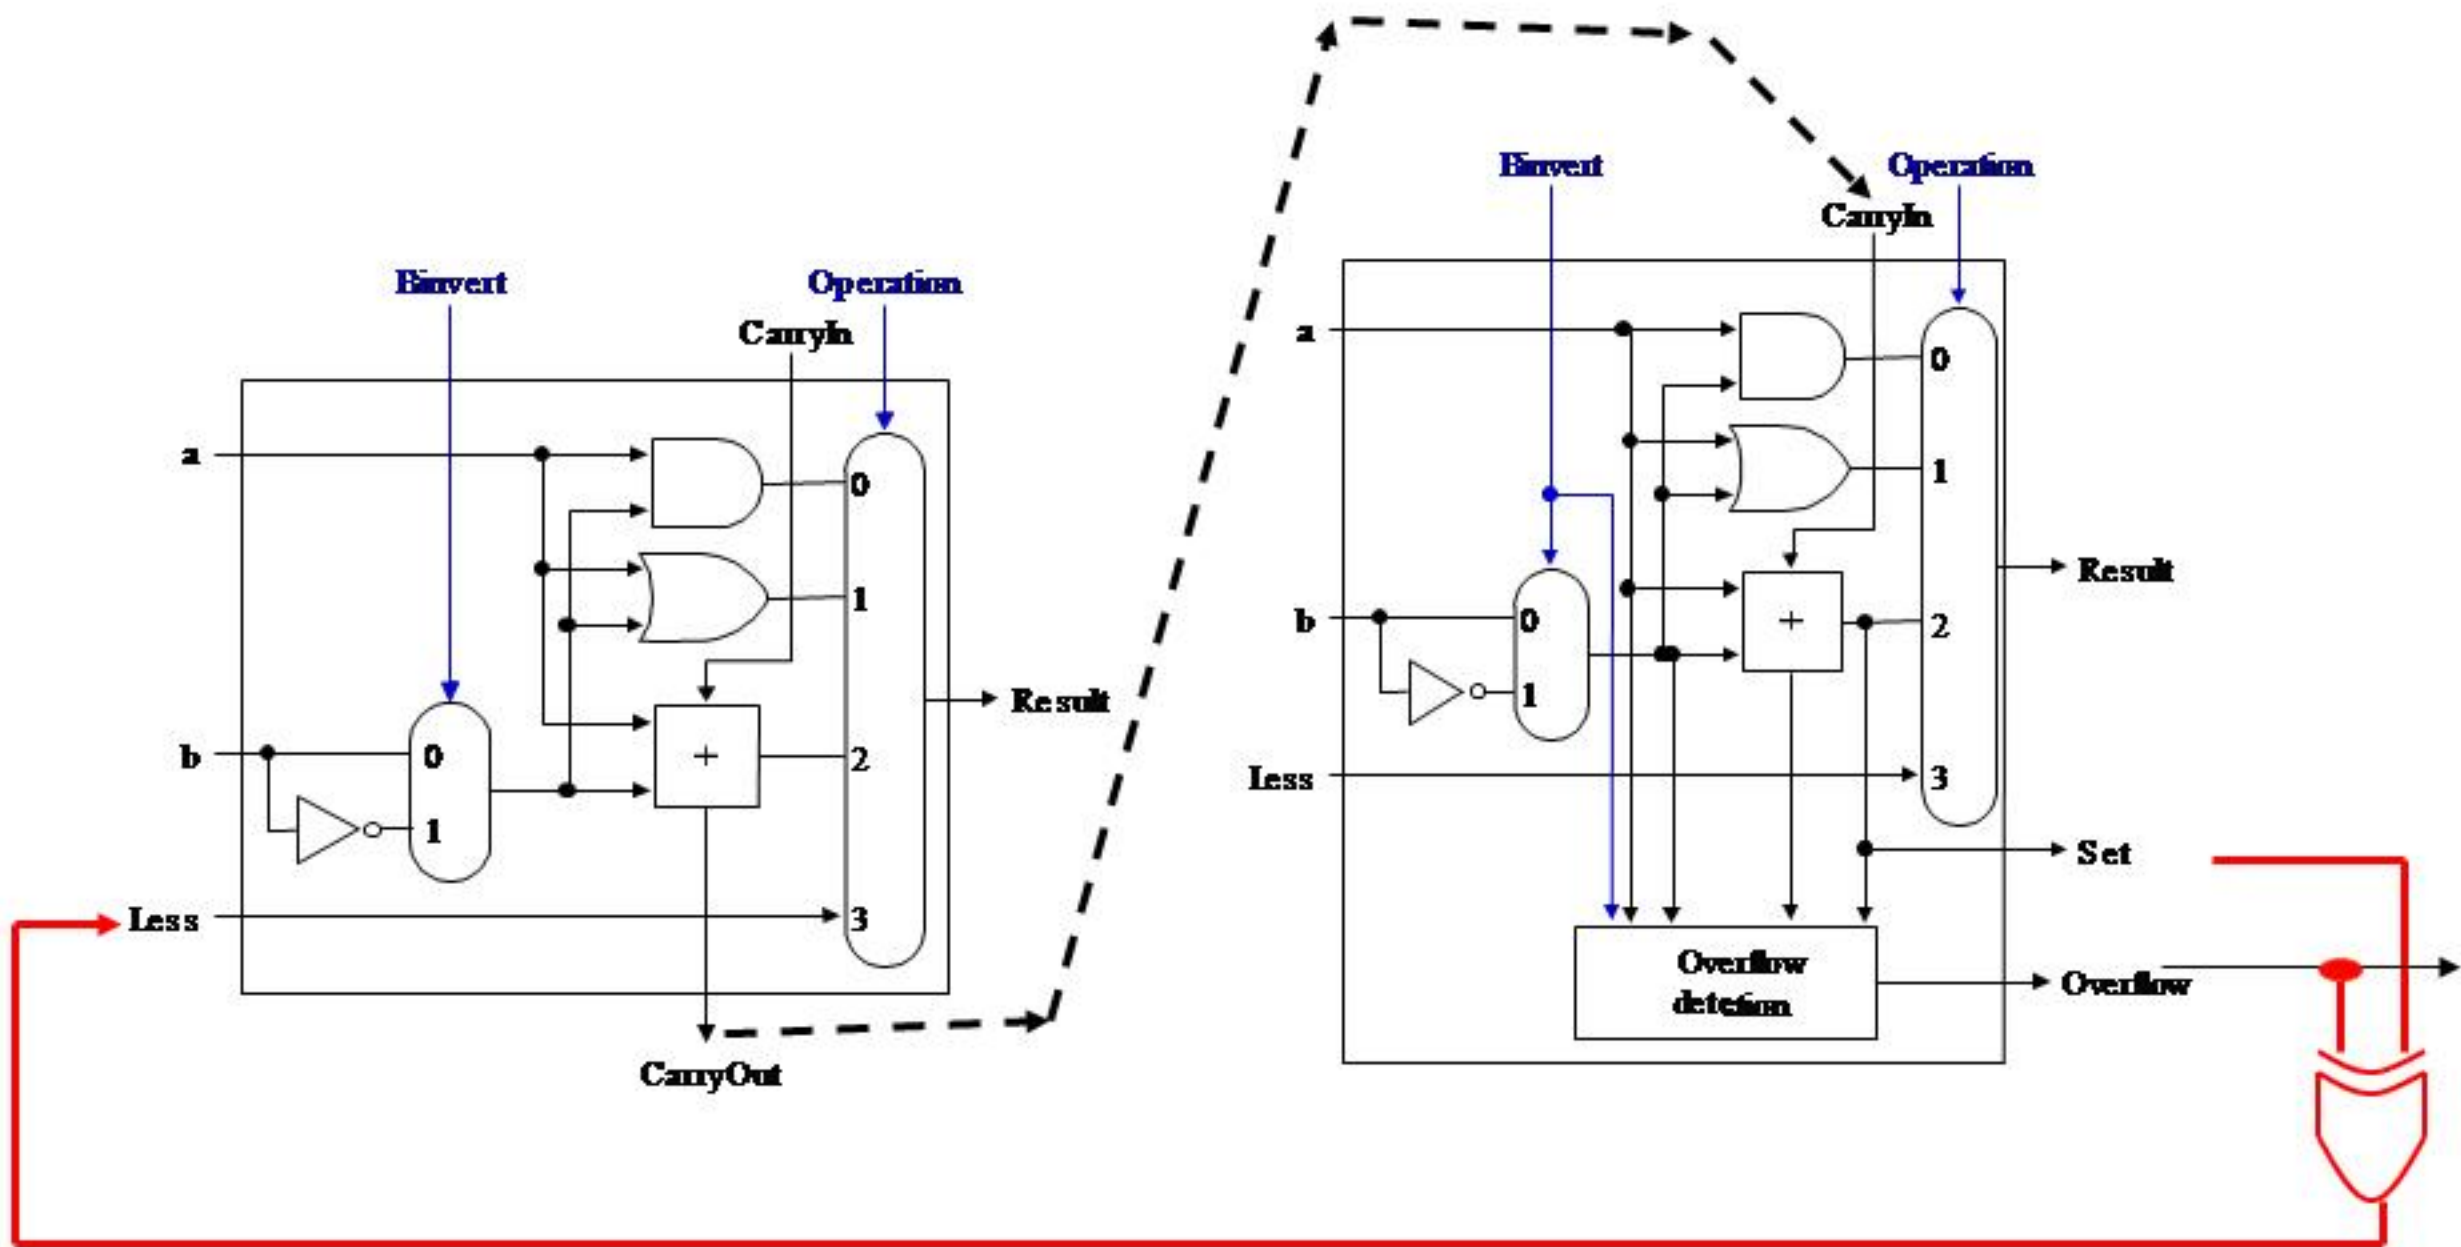 Binvert
Operation
CarryIn
a
0
1
b
0
+
2
1
Less
3
Result
CarryOut
Binvert
Operation
CarryIn
a
0
1
b
0
+
2
1
less
3
Result
Set
Overflow
detetion
Overflow